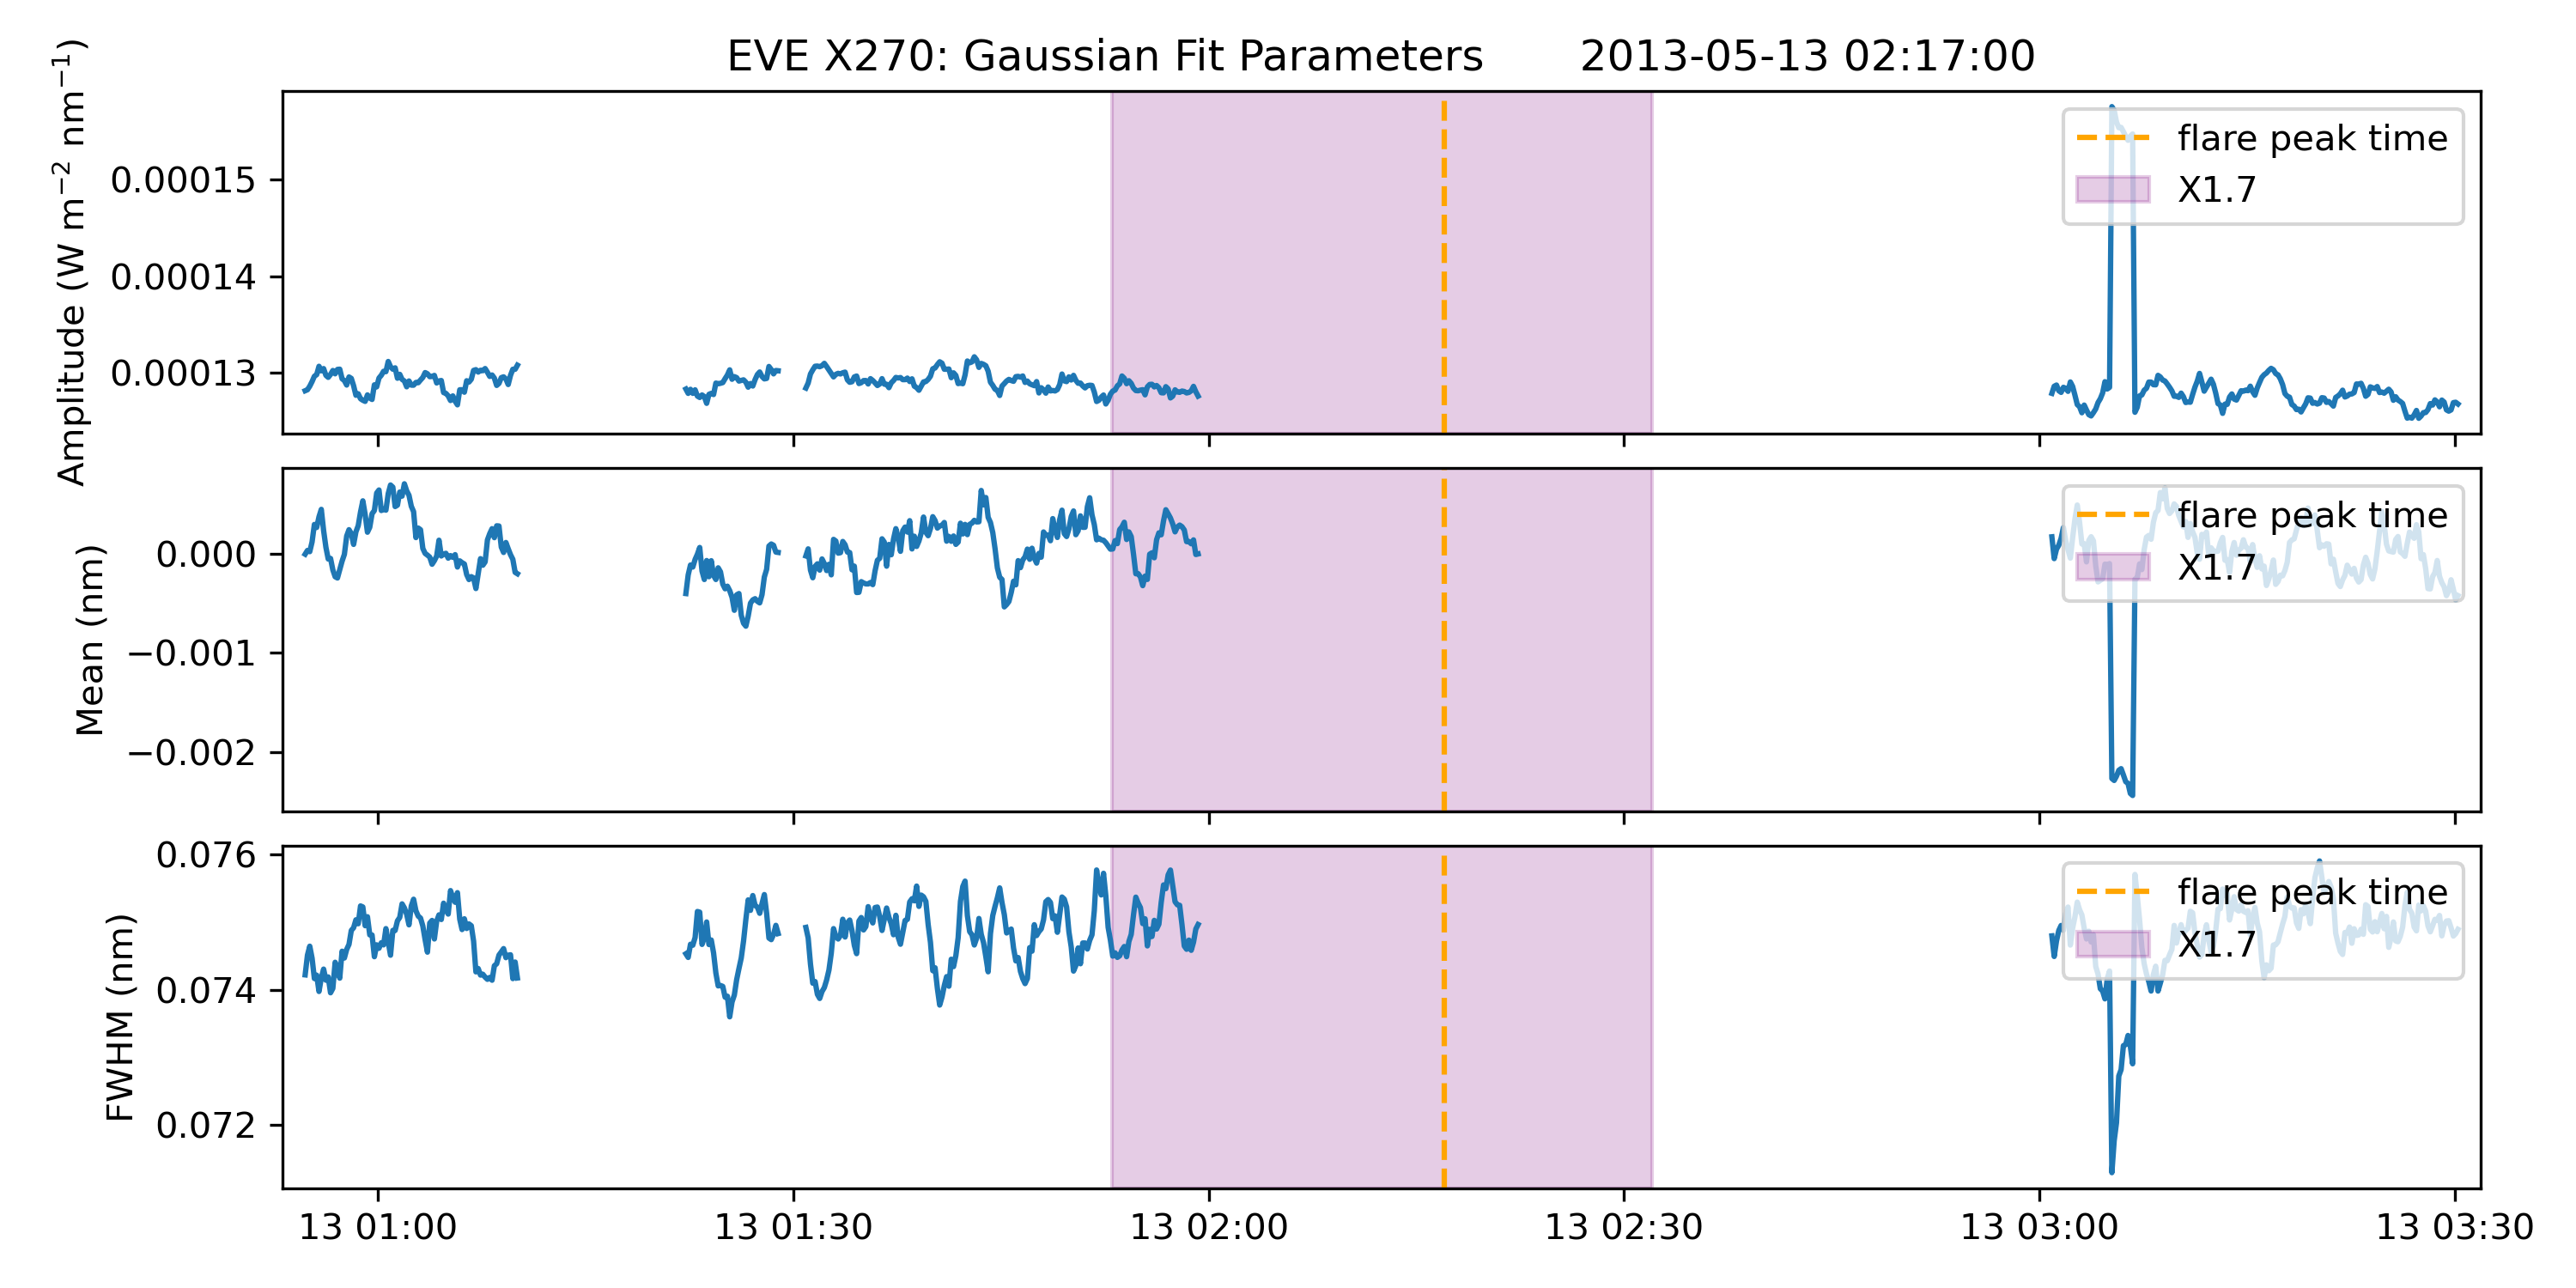 EVE X270: Gaussian Fit Parameters 2013-05-13 02:17:00
Amplitude (W m⁻² nm⁻¹)
0.00015
0.00014
0.00013
flare peak time
X1.7
Mean (nm)
0.000
−0.001
−0.002
flare peak time
X1.7
FWHM (nm)
0.076
0.074
0.072
flare peak time
X1.7
13 01:00 13 01:30 13 02:00 13 02:30 13 03:00 13 03:30